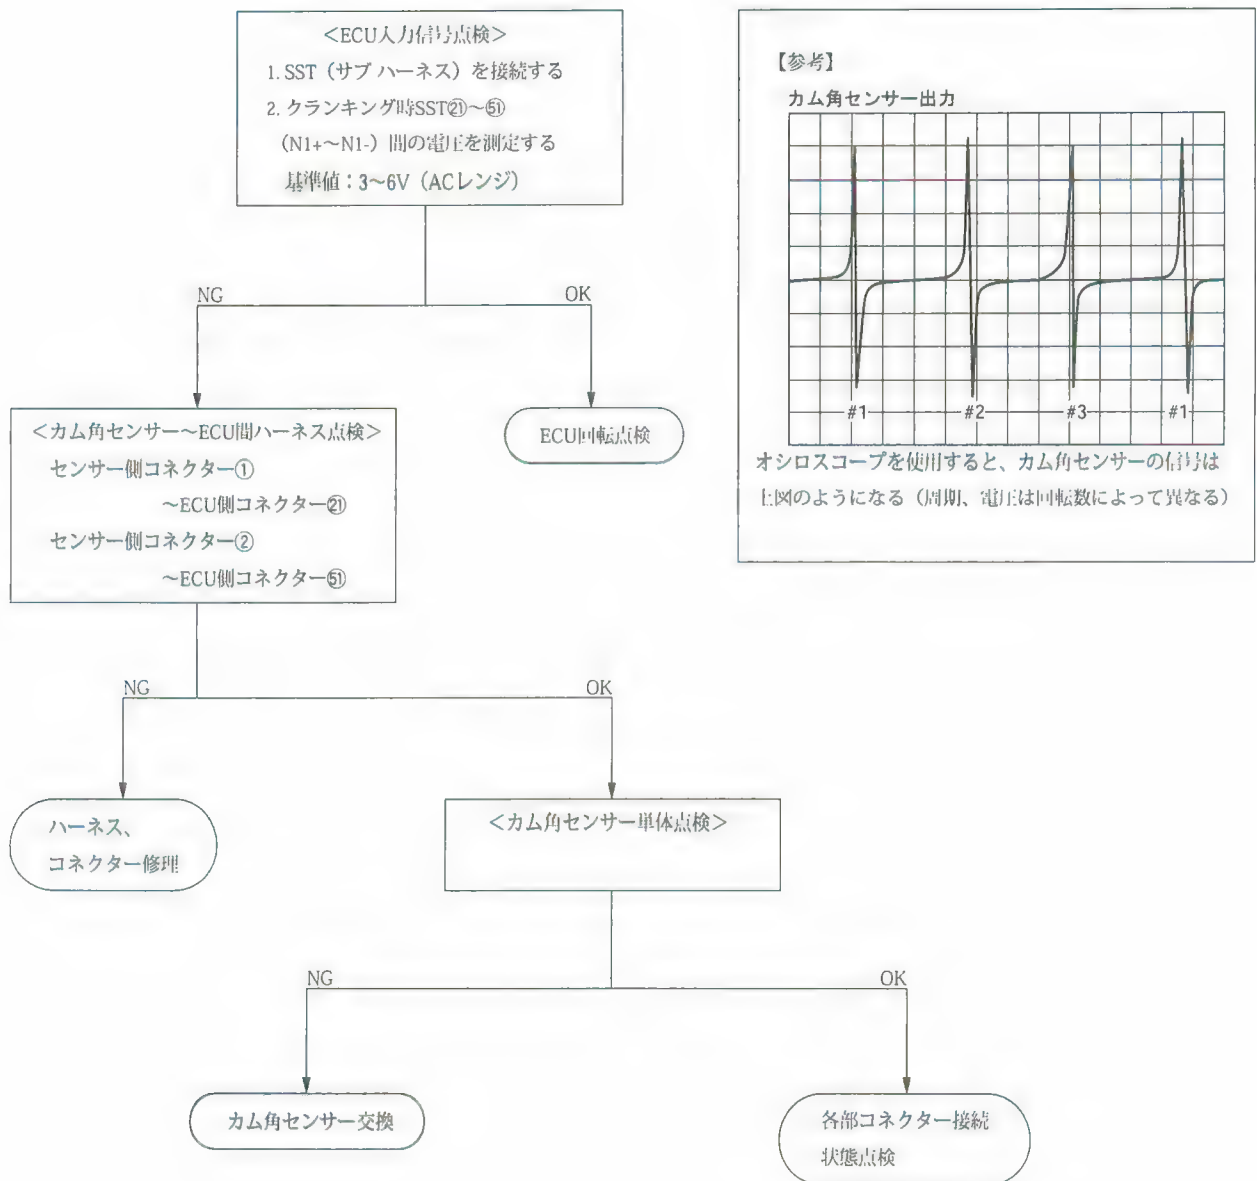 <ECU入力信号点検>
1. SST（サブ ハーネス）を接続する
2. クランキング時SST㉑～㊿+1
（N1+～N1-）間の電圧を測定する
基準値：3～6V（ACレンジ）
NG
OK
<カム角センサー～ECU間ハーネス点検>
センサー側コネクター①
～ECU側コネクター㉑
センサー側コネクター②
～ECU側コネクター
ECU回転点検
NG
OK
ハーネス、
コネクター修理
<カム角センサー単体点検>
NG
OK
カム角センサー交換
各部コネクター接続
状態点検
【参考】
カム角センサー出力
#1
#2
#3
#1
オシロスコープを使用すると、カム角センサーの信号は
上図のようになる（周期、電圧は回転数によって異なる）